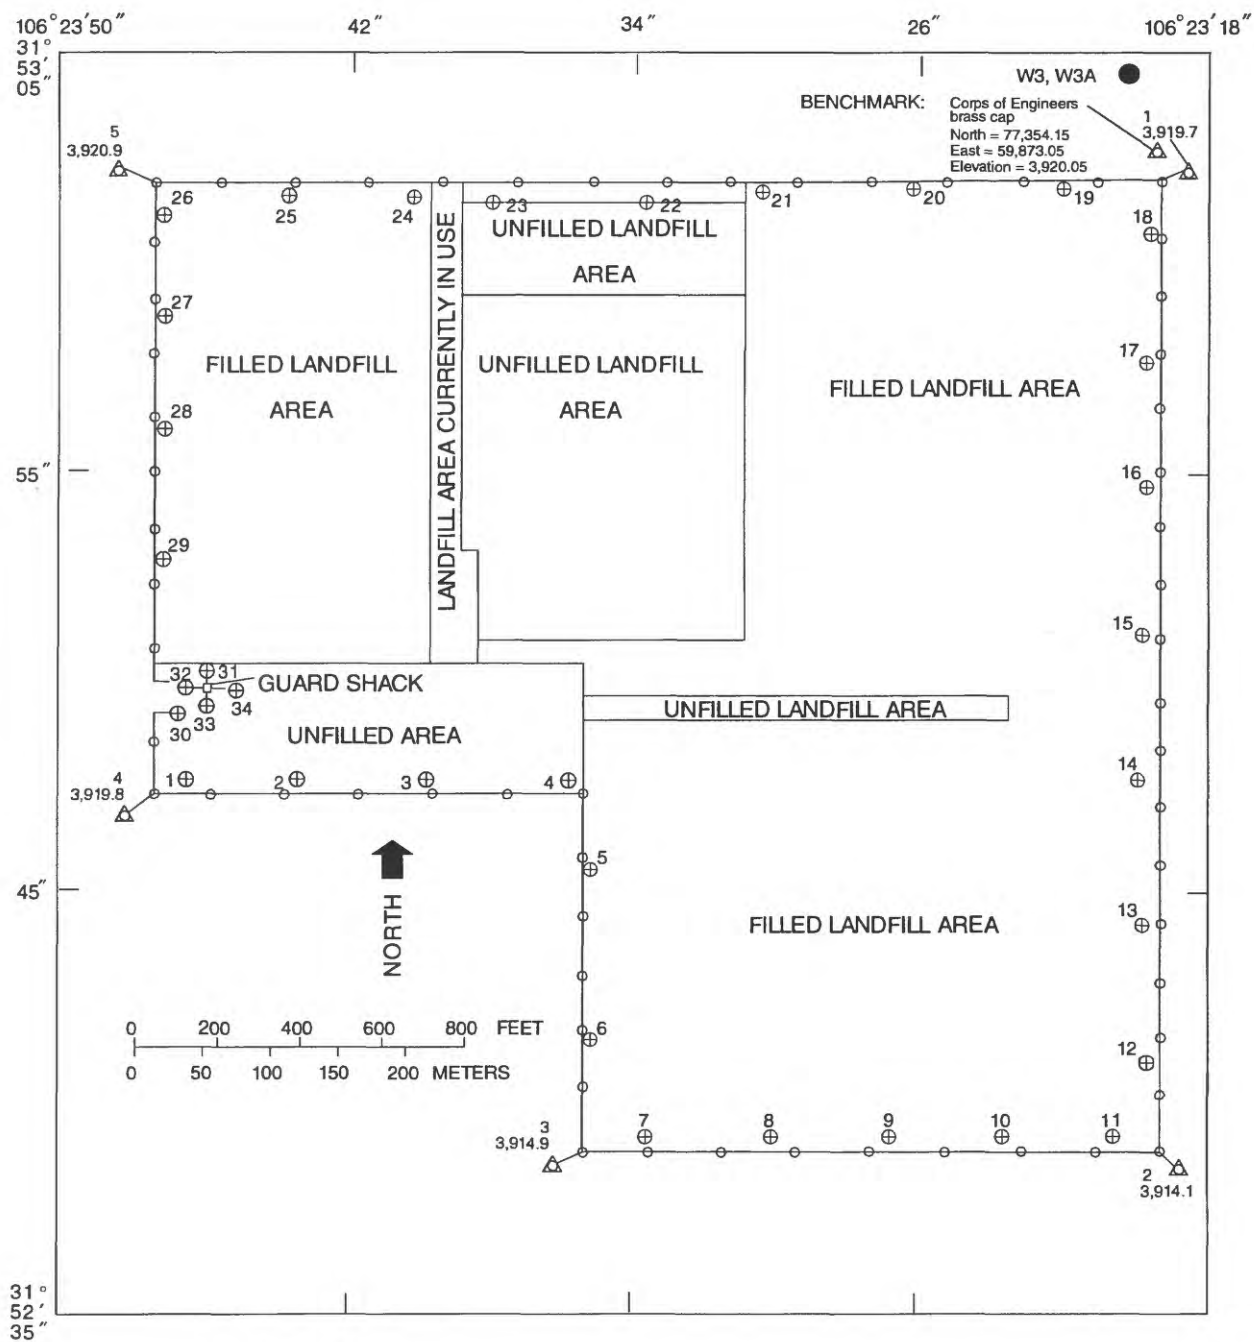 106° 23' 50" 42" 34" 26" 106° 23' 18"
31°
53'
05"
W3, W3A
BENCHMARK: Corps of Engineers
brass cap
North = 77,354.15
East = 59,873.05
Elevation = 3,920.05
1
3,919.7
5
3,920.9
26 25 24 23 22 21 20 19
18
UNFILLED LANDFILL
AREA
27
LANDFILL AREA CURRENTLY IN USE
FILLED LANDFILL
AREA
UNFILLED LANDFILL
AREA
FILLED LANDFILL AREA
17
28
55"
16
29
15
32 31
GUARD SHACK
34
33
30
UNFILLED LANDFILL AREA
UNFILLED AREA
14
4
3,919.8
1 2 3 4
5
45"
NORTH
FILLED LANDFILL AREA
13
0 200 400 600 800 FEET
0 50 100 150 200 METERS
6
12
3
3,914.9
7 8 9 10 11
2
3,914.1
31°
52'
35"